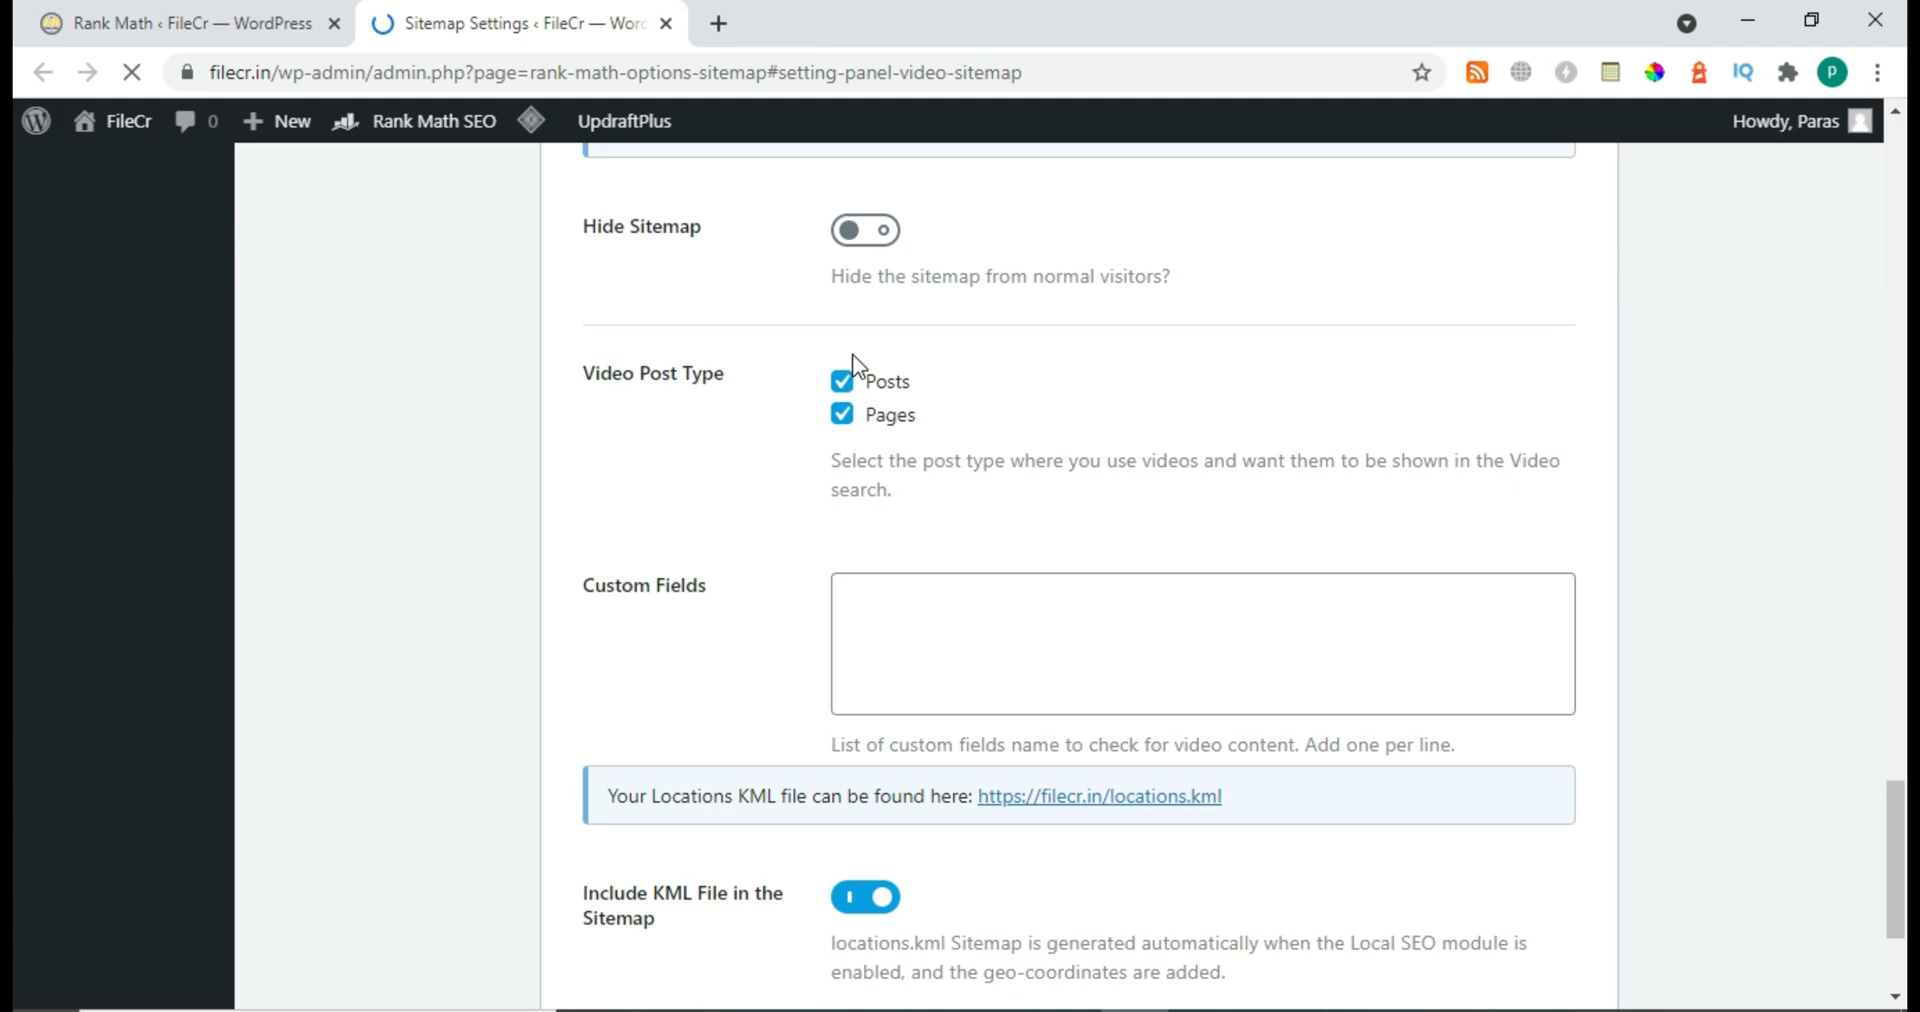 Rank Math ‹ FileCr — WordPress
Sitemap Settings ‹ FileCr — Wor
filecr.in/wp-admin/admin.php?page=rank-math-options-sitemap#setting-panel-video-sitemap
IQ
P
FileCr 0 New Rank Math SEO UpdraftPlus Howdy, Paras
Hide Sitemap
Hide the sitemap from normal visitors?
Video Post Type
Posts
Pages
Select the post type where you use videos and want them to be shown in the Video
search.
Custom Fields
List of custom fields name to check for video content. Add one per line.
Your Locations KML file can be found here: https://filecr.in/locations.kml
Include KML File in the
Sitemap
locations.kml Sitemap is generated automatically when the Local SEO module is
enabled, and the geo-coordinates are added.